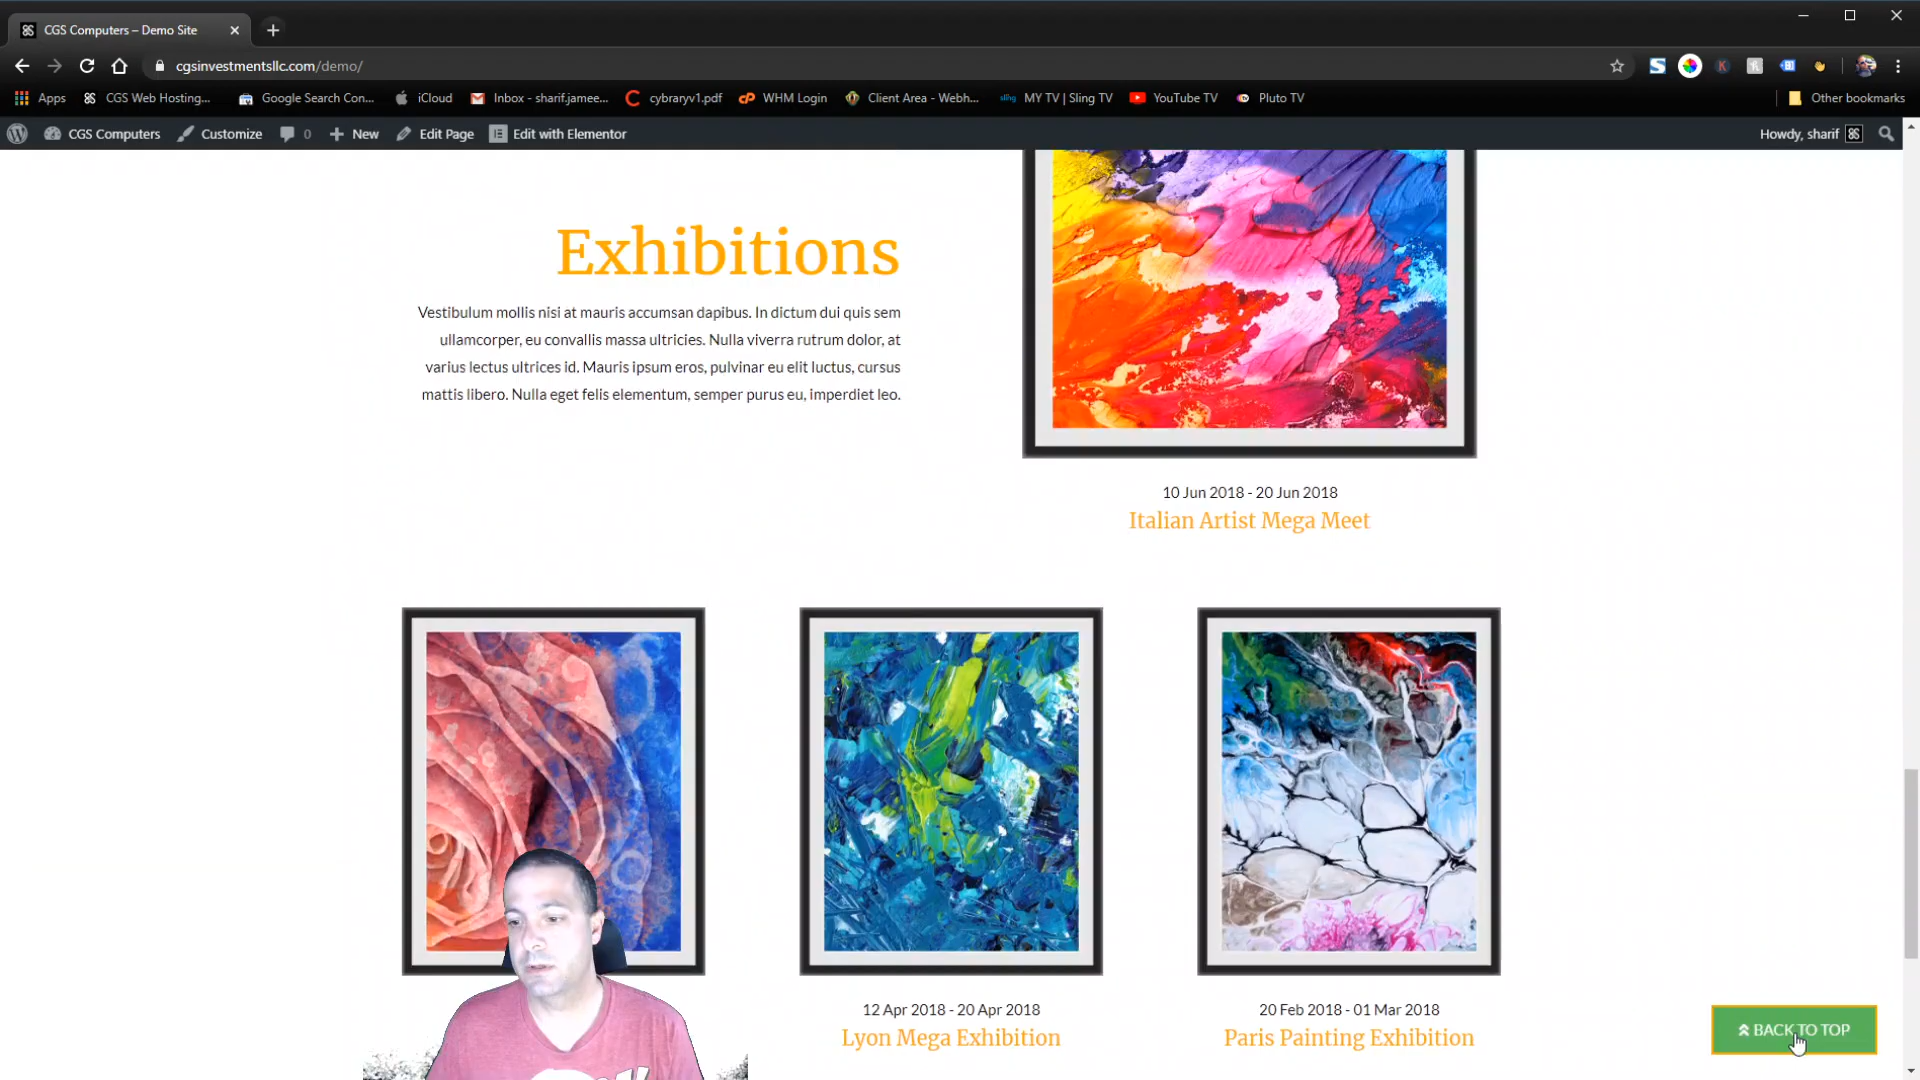 CGS Computers – Demo Site
cgsinvestmentsllc.com/demo/
Apps
CGS Web Hosting...
Google Search Con...
iCloud
Inbox - sharif.jamee...
cybraryv1.pdf
WHM Login
Client Area - Webh...
sling
MY TV | Sling TV
YouTube TV
Pluto TV
Other bookmarks
CGS Computers
Customize
0
New
Edit Page
Edit with Elementor
Howdy, sharif
Exhibitions
Vestibulum mollis nisi at mauris accumsan dapibus. In dictum dui quis sem
ullamcorper, eu convallis massa ultricies. Nulla viverra rutrum dolor, at
varius lectus ultrices id. Mauris ipsum eros, pulvinar eu elit luctus, cursus
mattis libero. Nulla eget felis elementum, semper purus eu, imperdiet leo.
10 Jun 2018 - 20 Jun 2018
Italian Artist Mega Meet
12 Apr 2018 - 20 Apr 2018
Lyon Mega Exhibition
20 Feb 2018 - 01 Mar 2018
Paris Painting Exhibition
BACK TO TOP